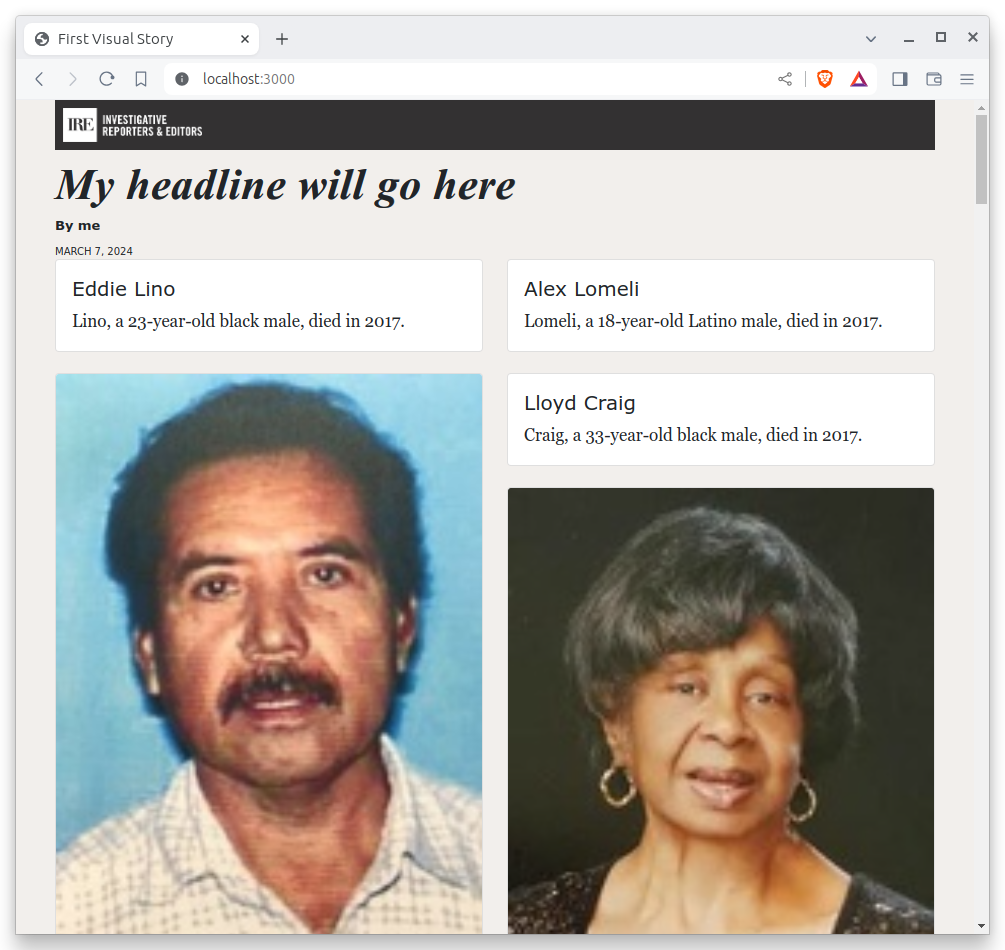 First Visual Story
localhost:3000
IRE INVESTIGATIVE
REPORTERS & EDITORS
My headline will go here
By me
MARCH 7, 2024
Eddie Lino
Lino, a 23-year-old black male, died in 2017.
Alex Lomeli
Lomeli, a 18-year-old Latino male, died in 2017.
Lloyd Craig
Craig, a 33-year-old black male, died in 2017.